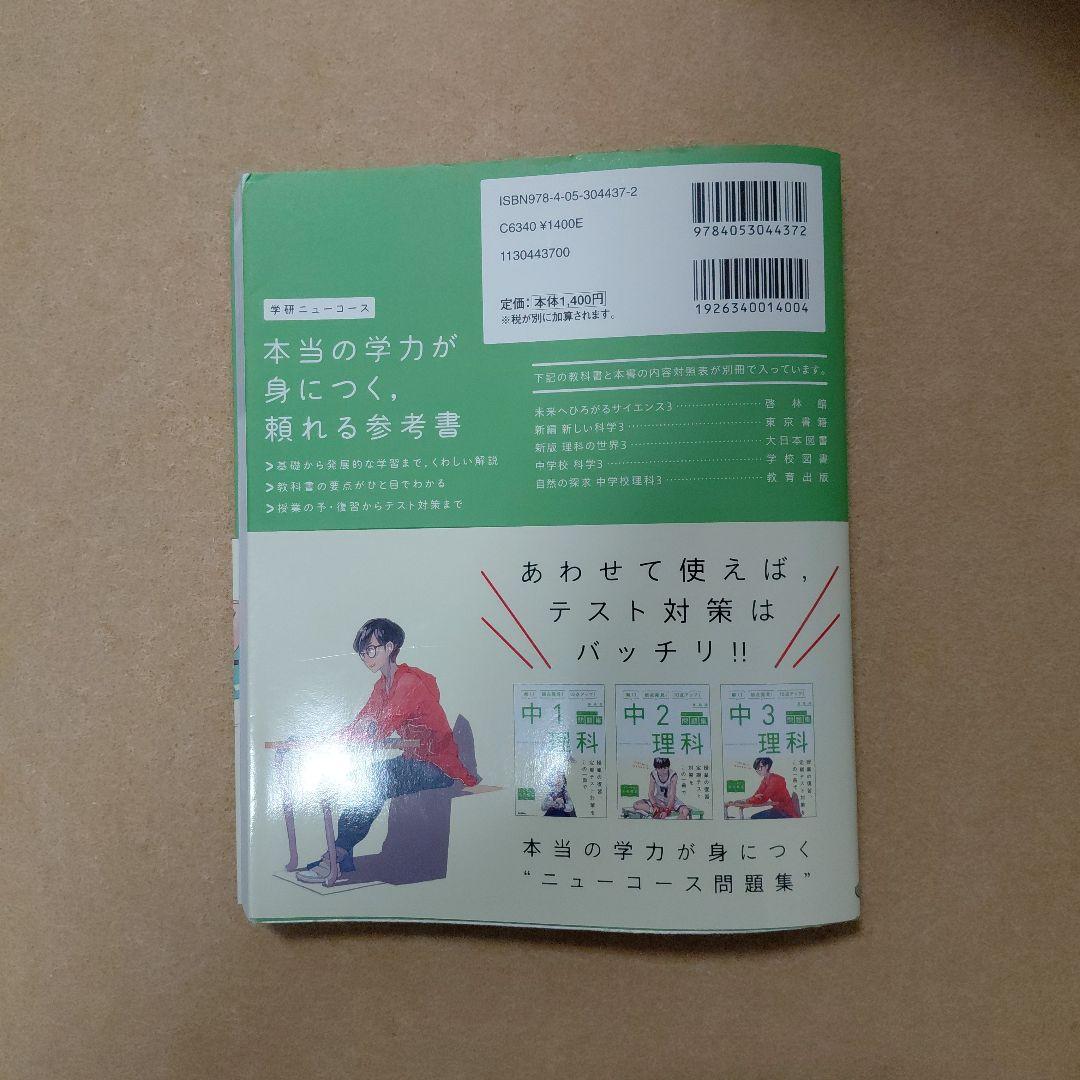 ISBN978-4-05-304437-2
C6340 ¥1400E
1130443700
定価：本体1,400円
※税が別に加算されます。
9784053044372
1926340014004
学研ニューコース
本当の学力が
身につく，
頼れる参考書
＞基礎から発展的な学習まで，くわしい解説
＞教科書の要点がひと目でわかる
＞授業の予・復習からテスト対策まで
下記の教科書と本書の内容対照表が別冊で入っています。
未来へひろがるサイエンス3 啓林館
新編 新しい科学3 東京書籍
新版 理科の世界3 大日本図書
中学校 科学3 学校図書
自然の探求 中学校理科3 教育出版
あわせて使えば，
テスト対策は
バッチリ!!
中1
問題集
理科
中2
問題集
理科
中3
問題集
理科
本当の学力が身につく
“ニューコース問題集”